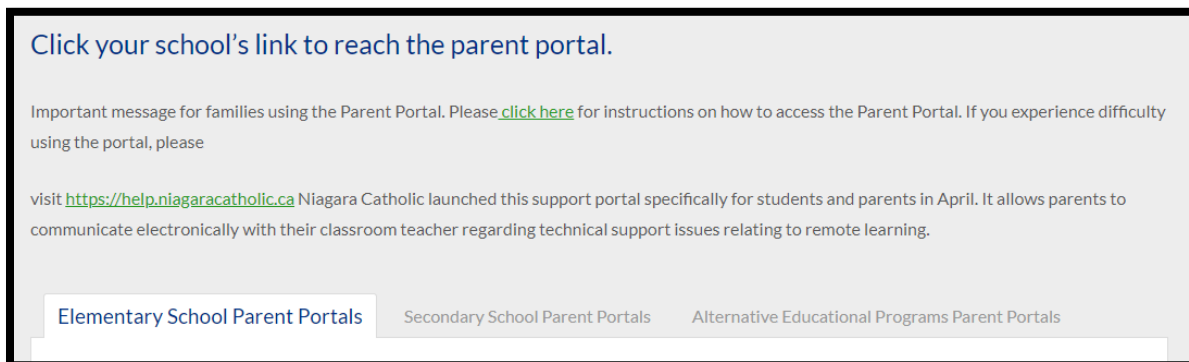 Click your school’s link to reach the parent portal.
Important message for families using the Parent Portal. Please click here for instructions on how to access the Parent Portal. If you experience difficulty
using the portal, please
visit https://help.niagaracatholic.ca Niagara Catholic launched this support portal specifically for students and parents in April. It allows parents to
communicate electronically with their classroom teacher regarding technical support issues relating to remote learning.
Elementary School Parent Portals Secondary School Parent Portals Alternative Educational Programs Parent Portals